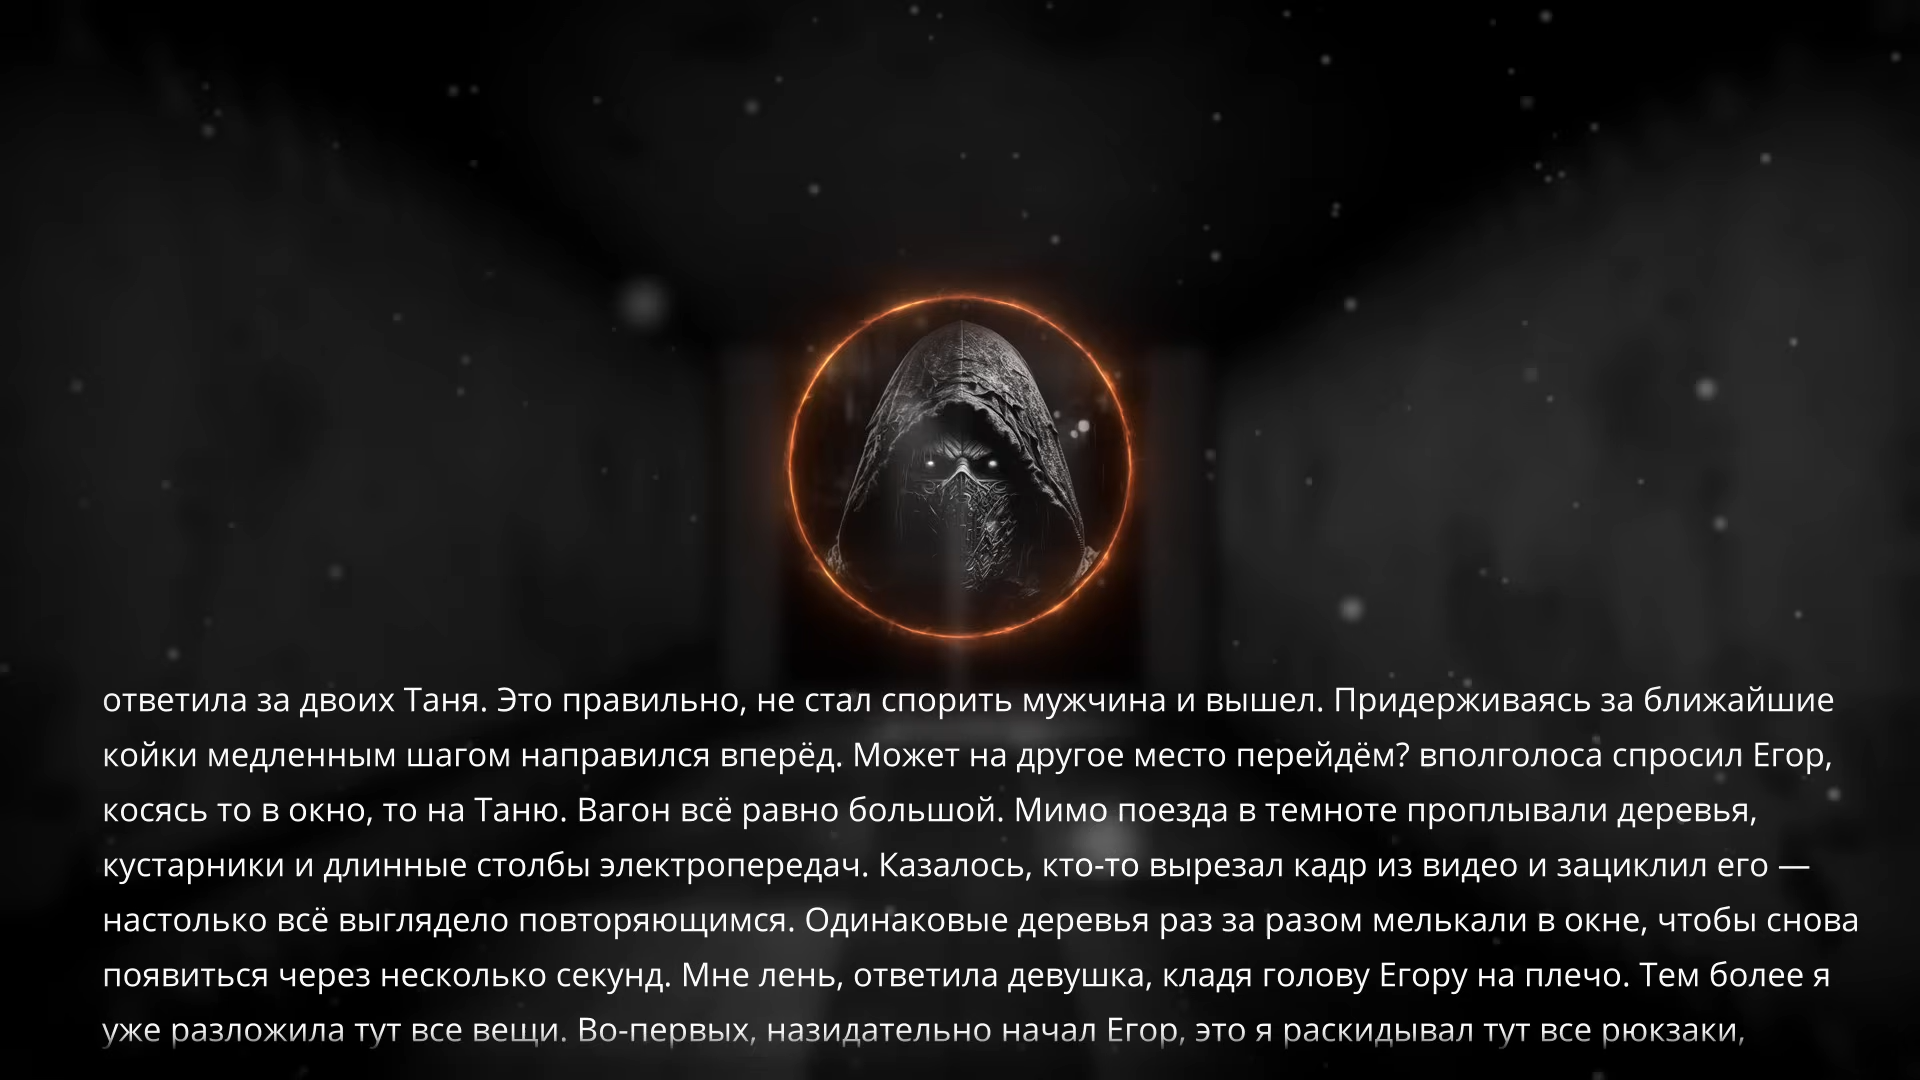 ответила за двоих Таня. Это правильно, не стал спорить мужчина и вышел. Придерживаясь за ближайшие
койки медленным шагом направился вперёд. Может на другое место перейдём? вполголоса спросил Егор,
косясь то в окно, то на Таню. Вагон всё равно большой. Мимо поезда в темноте проплывали деревья,
кустарники и длинные столбы электропередач. Казалось, кто-то вырезал кадр из видео и зациклил его —
настолько всё выглядело повторяющимся. Одинаковые деревья раз за разом мелькали в окне, чтобы снова
появиться через несколько секунд. Мне лень, ответила девушка, кладя голову Егору на плечо. Тем более я
уже разложила тут все вещи. Во-первых, назидательно начал Егор, это я раскидывал тут все рюкзаки,